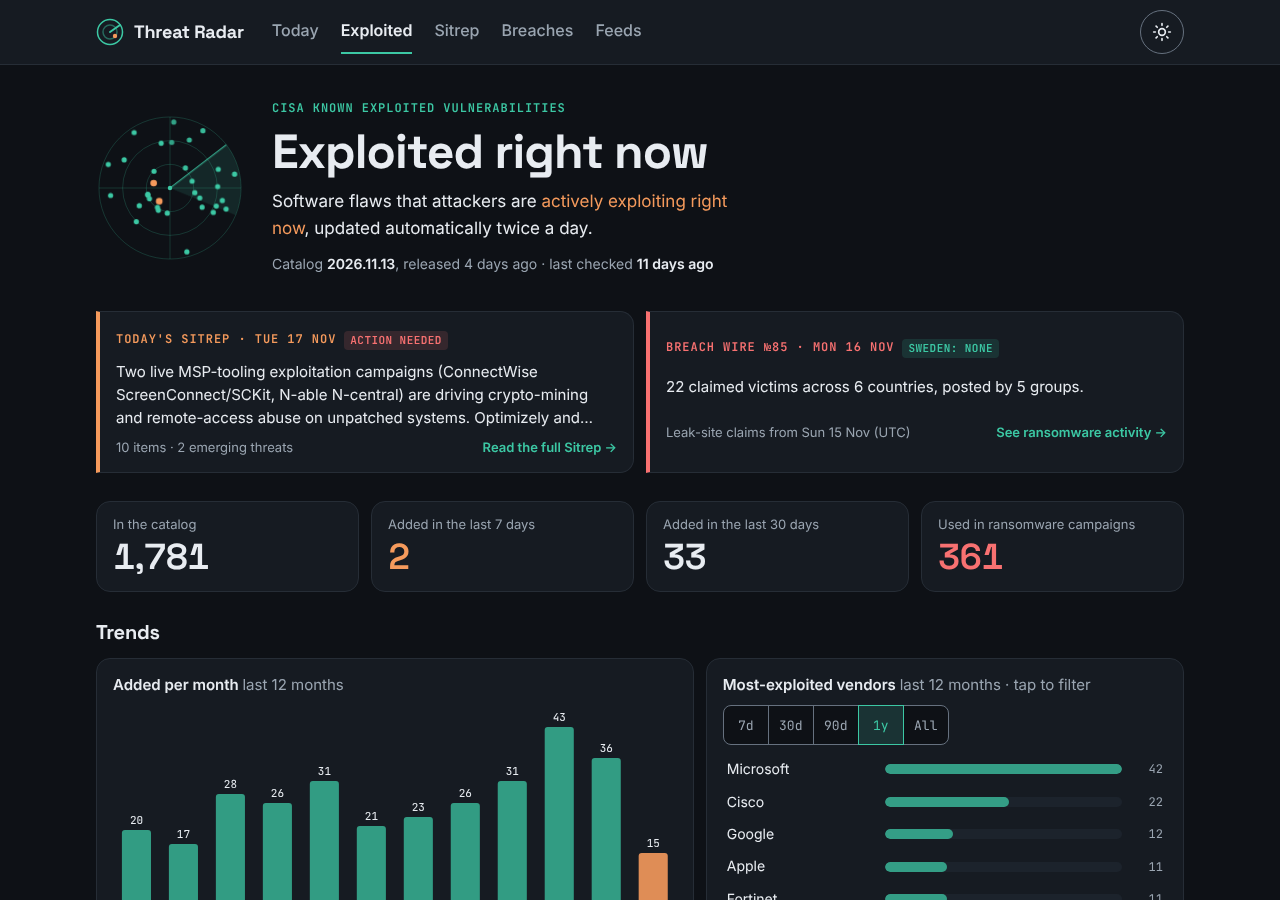 Threat Radar Today Exploited Sitrep Breaches Feeds
CISA KNOWN EXPLOITED VULNERABILITIES
Exploited right now
Software flaws that attackers are actively exploiting right
now, updated automatically twice a day.
Catalog 2026.11.13, released 4 days ago · last checked 11 days ago
TODAY'S SITREP · TUE 17 NOV ACTION NEEDED
Two live MSP-tooling exploitation campaigns (ConnectWise
ScreenConnect/SCKit, N-able N-central) are driving crypto-mining
and remote-access abuse on unpatched systems. Optimizely and...
10 items · 2 emerging threats
Read the full Sitrep →
BREACH WIRE №85 · MON 16 NOV SWEDEN: NONE
22 claimed victims across 6 countries, posted by 5 groups.
Leak-site claims from Sun 15 Nov (UTC)
See ransomware activity →
In the catalog
1,781
Added in the last 7 days
2
Added in the last 30 days
33
Used in ransomware campaigns
361
Trends
Added per month last 12 months
20
17
28
26
31
21
23
26
31
43
36
15
Most-exploited vendors last 12 months · tap to filter
7d 30d 90d 1y All
Microsoft 42
Cisco 22
Google 12
Apple 11
Fortinet 11